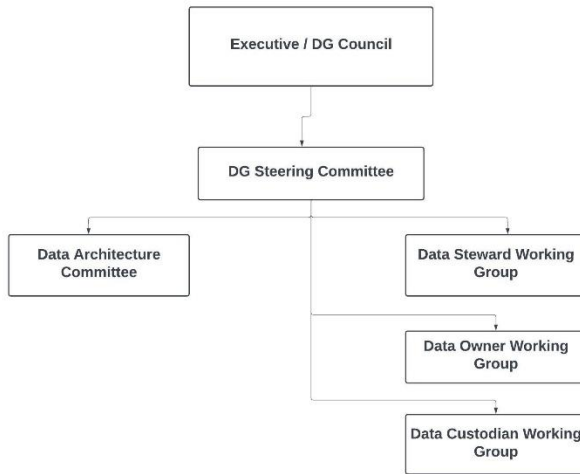 Executive / DG Council
DG Steering Committee
Data Architecture
Committee
Data Steward Working
Group
Data Owner Working
Group
Data Custodian Working
Group